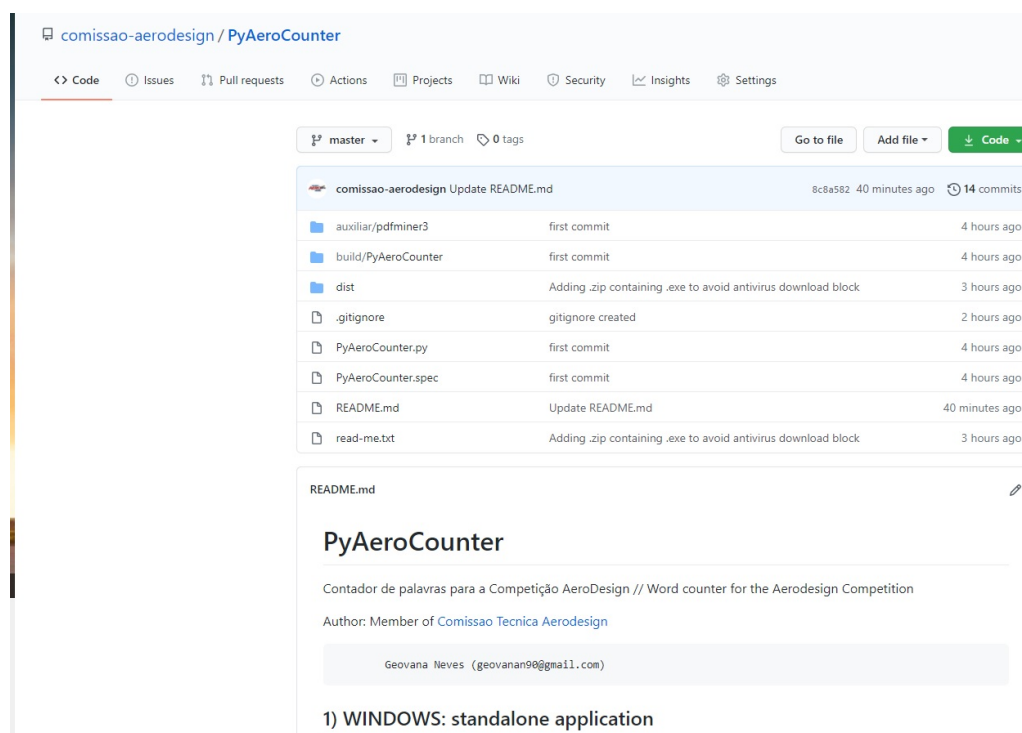 comissao-aerodesign / PyAeroCounter
<> Code Issues Pull requests Actions Projects Wiki Security Insights Settings
master 1 branch 0 tags Go to file Add file Code
comissao-aerodesign Update README.md 8c8a582 40 minutes ago 14 commits
auxiliar/pdfminer3 first commit 4 hours ago
build/PyAeroCounter first commit 4 hours ago
dist Adding .zip containing .exe to avoid antivirus download block 3 hours ago
.gitignore gitignore created 2 hours ago
PyAeroCounter.py first commit 4 hours ago
PyAeroCounter.spec first commit 4 hours ago
README.md Update README.md 40 minutes ago
read-me.txt Adding .zip containing .exe to avoid antivirus download block 3 hours ago
README.md
PyAeroCounter
Contador de palavras para a Competição AeroDesign // Word counter for the Aerodesign Competition
Author: Member of Comissao Tecnica Aerodesign
Geovana Neves (geovanan90@gmail.com)
1) WINDOWS: standalone application